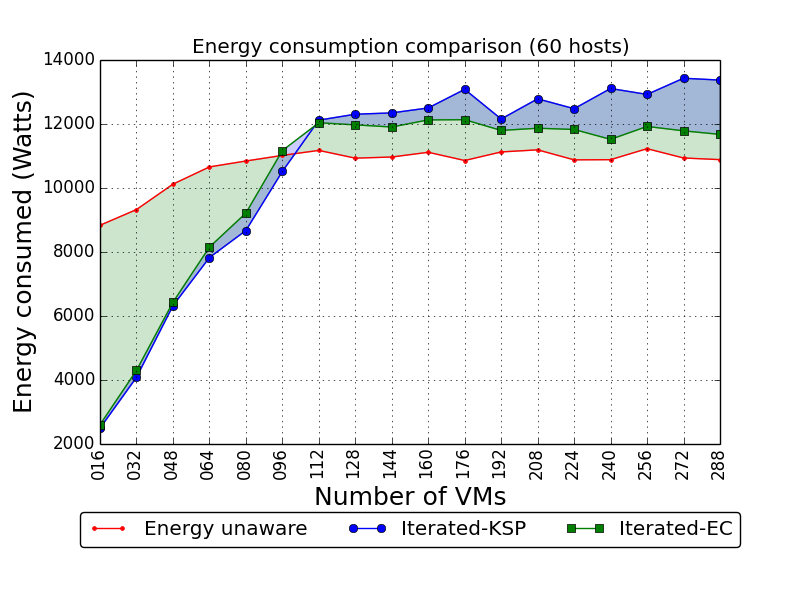 Energy consumption comparison (60 hosts)
Energy consumed (Watts)
14000
12000
10000
8000
6000
4000
2000
016 032 048 064 080 096 112 128 144 160 176 192 208 224 240 256 272 288
Number of VMs
Energy unaware Iterated-KSP Iterated-EC